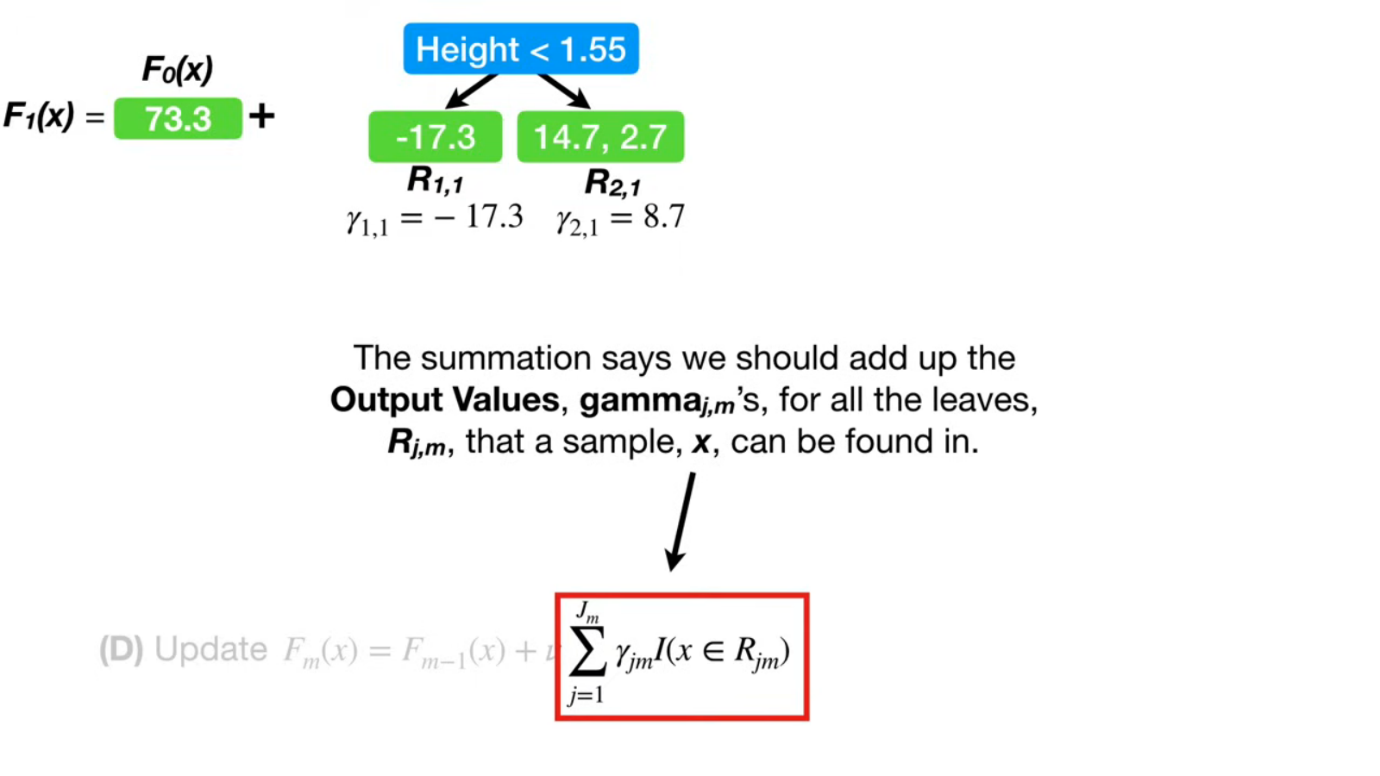 Height < 1.55
F₀(x)
F₁(x) = 73.3 +
-17.3 14.7, 2.7
R₁,₁ R₂,₁
γ₁,₁ = − 17.3 γ₂,₁ = 8.7
The summation says we should add up the
Output Values, gammaⱼ,ₘ’s, for all the leaves,
Rⱼ,ₘ, that a sample, x, can be found in.
(D) Update Fₘ(x) = Fₘ₋₁(x) + ν ∑ⱼ₌₁^Jₘ γⱼₘI(x ∈ Rⱼₘ)